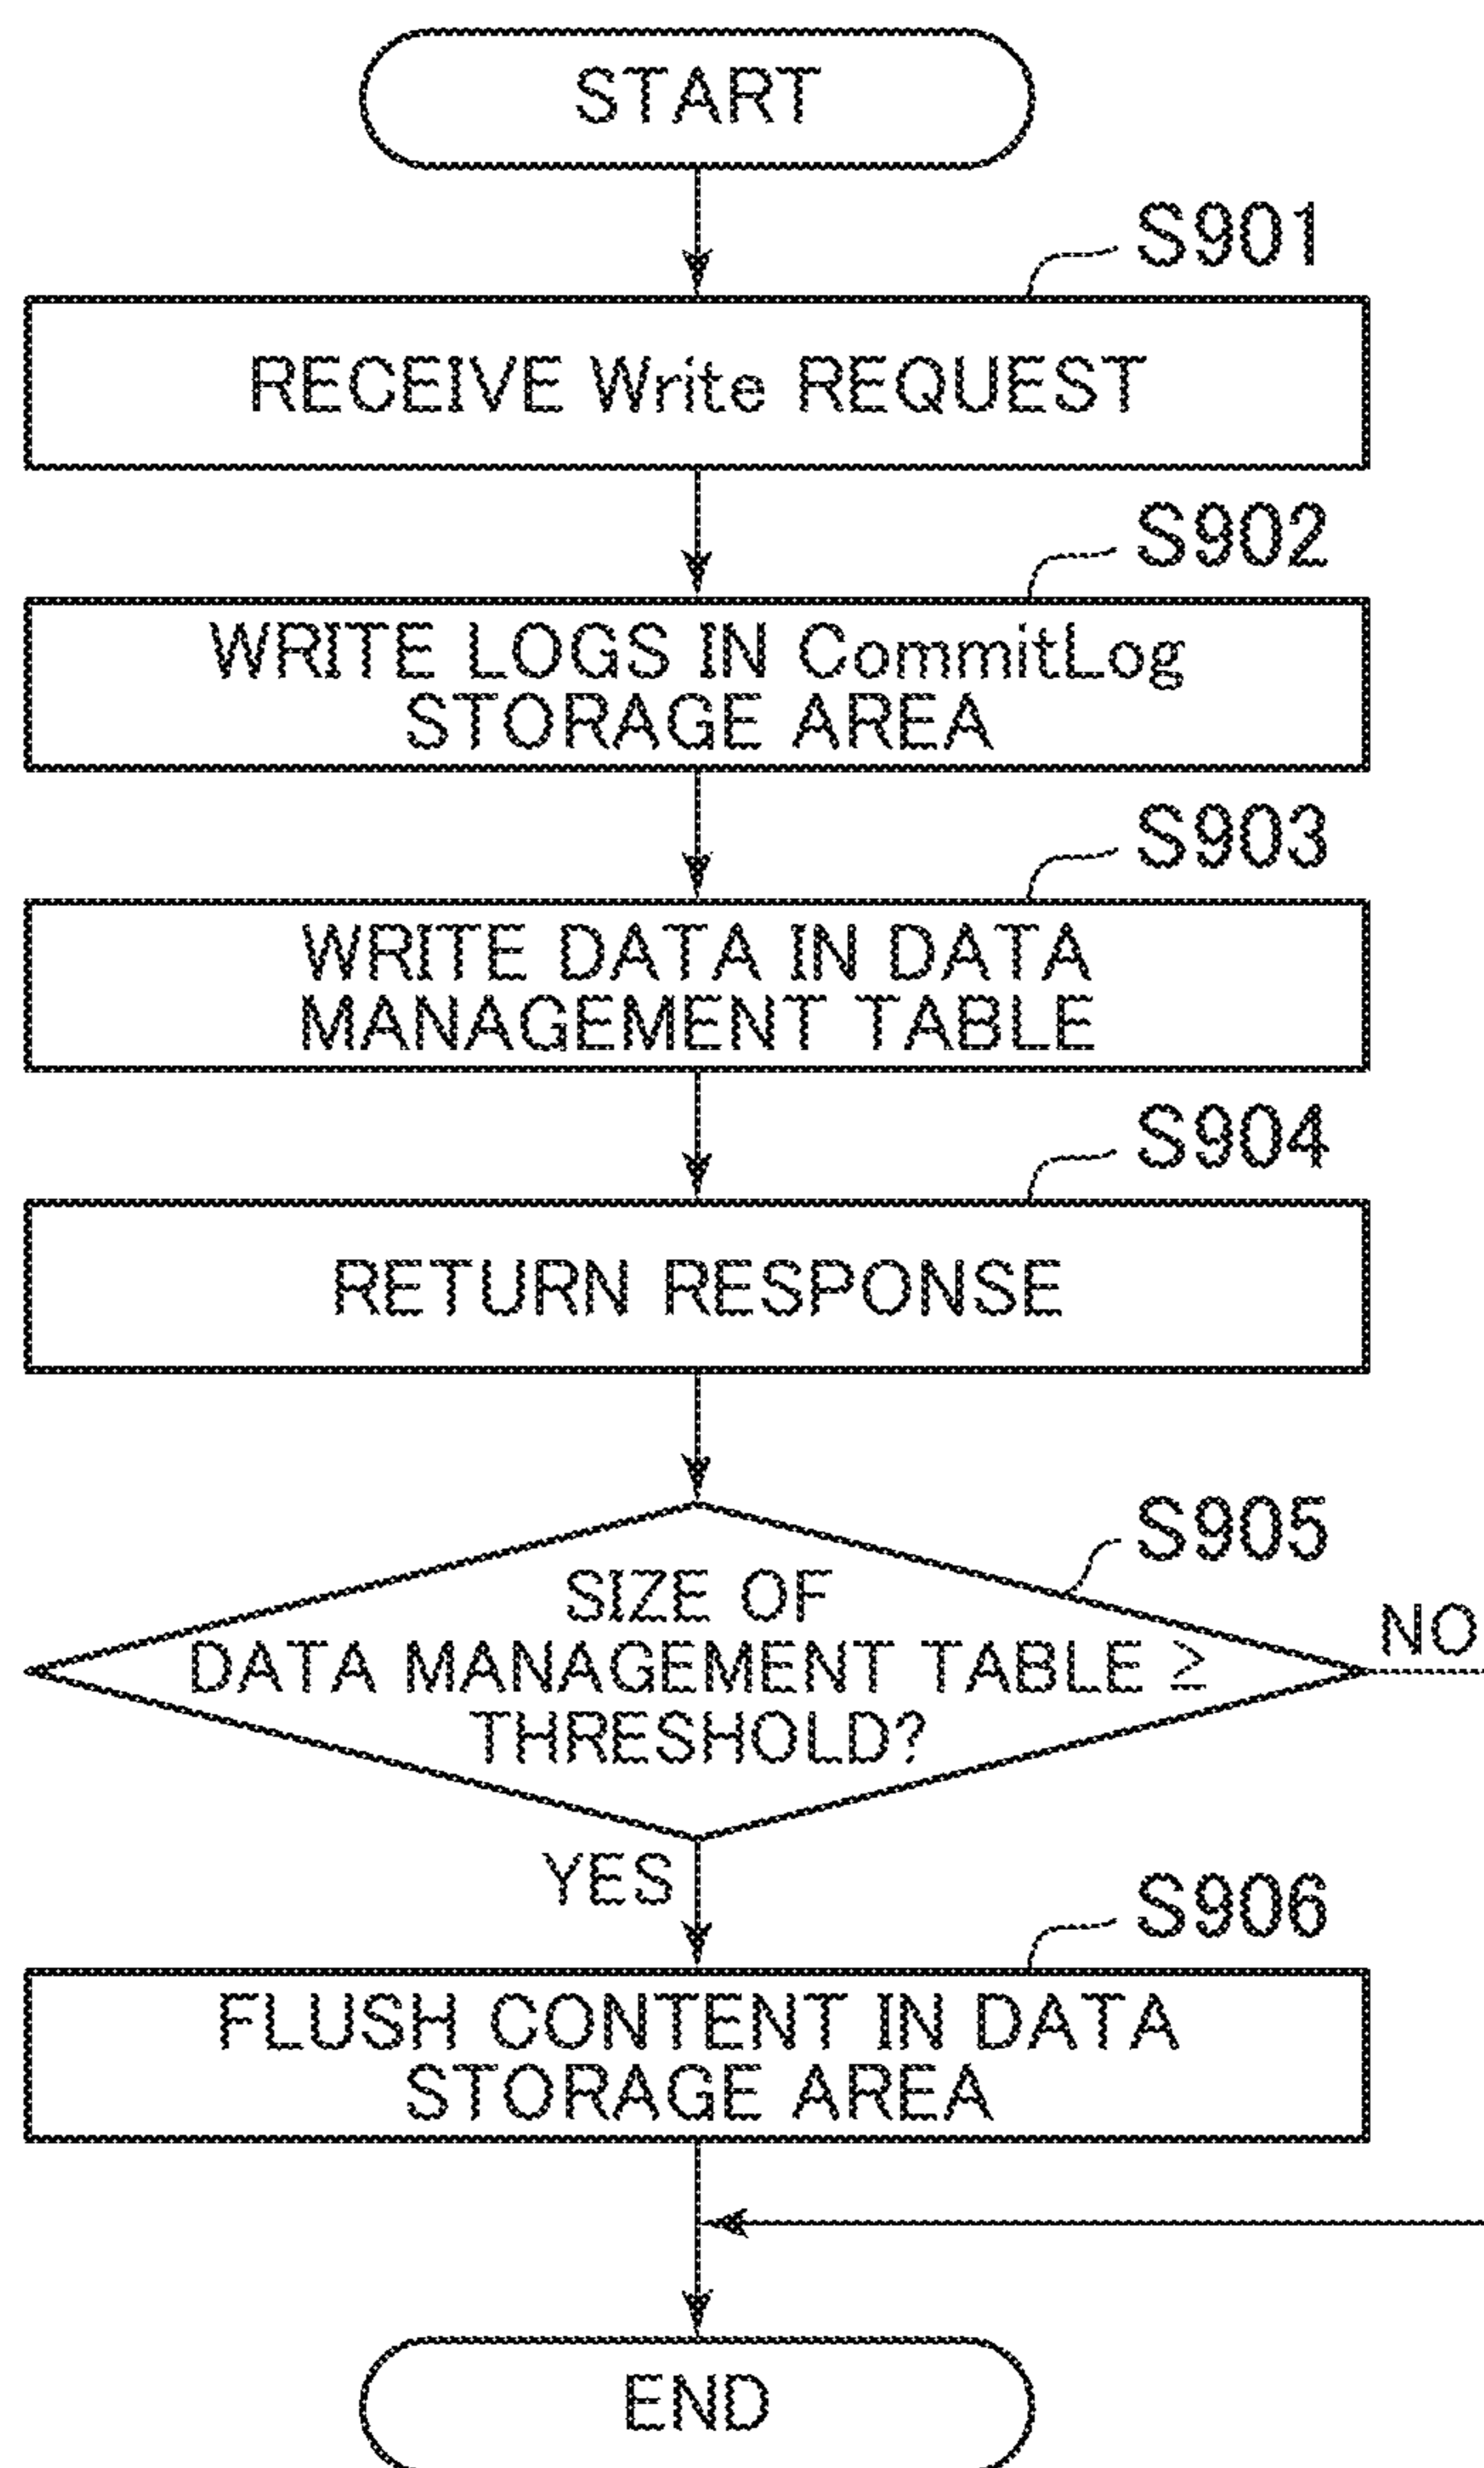 START
S901
RECEIVE Write REQUEST
S902
WRITE LOGS IN CommitLog
STORAGE AREA
S903
WRITE DATA IN DATA
MANAGEMENT TABLE
S904
RETURN RESPONSE
S905
SIZE OF
DATA MANAGEMENT TABLE ≥
THRESHOLD?
NO
YES
S906
FLUSH CONTENT IN DATA
STORAGE AREA
END